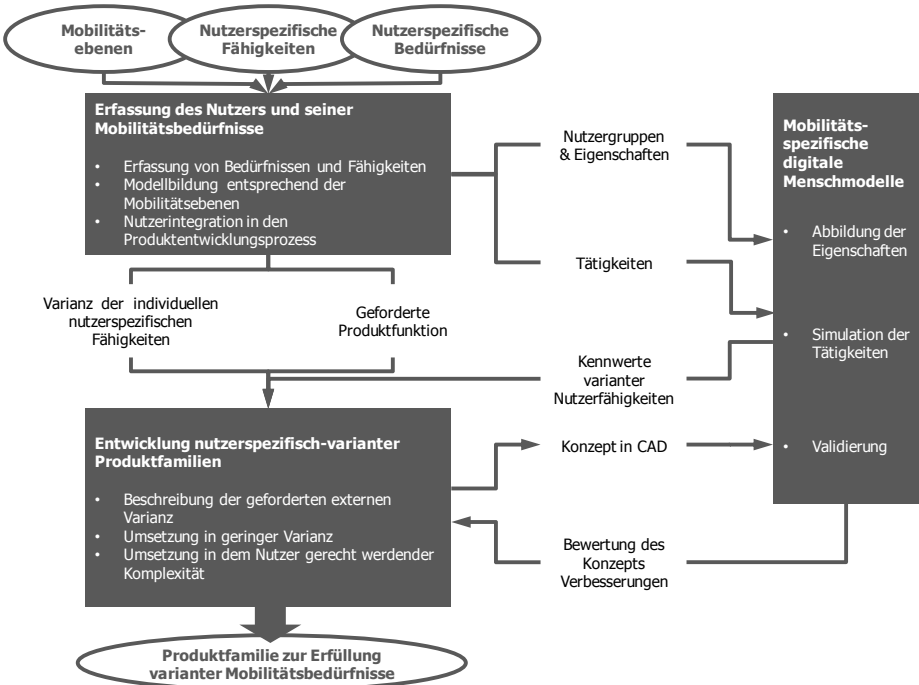 Mobilitäts-
ebenen
Nutzerspezifische
Fähigkeiten
Nutzerspezifische
Bedürfnisse
Erfassung des Nutzers und seiner
Mobilitätsbedürfnisse
• Erfassung von Bedürfnissen und Fähigkeiten
• Modellbildung entsprechend der
Mobilitätsebenen
• Nutzerintegration in den
Produktentwicklungsprozess
Nutzergruppen
& Eigenschaften
Tätigkeiten
Mobilitäts-
spezifische
digitale
Menschmodelle
• Abbildung der
Eigenschaften
• Simulation der
Tätigkeiten
• Validierung
Varianz der individuellen
nutzerspezifischen
Fähigkeiten
Geforderte
Produktfunktion
Kennwerte
varianter
Nutzerfähigkeiten
Entwicklung nutzerspezifisch-varianter
Produktfamilien
• Beschreibung der geforderten externen
Varianz
• Umsetzung in geringer Varianz
• Umsetzung in dem Nutzer gerecht werdender
Komplexität
Konzept in CAD
Bewertung des
Konzepts
Verbesserungen
Produktfamilie zur Erfüllung
varianter Mobilitätsbedürfnisse